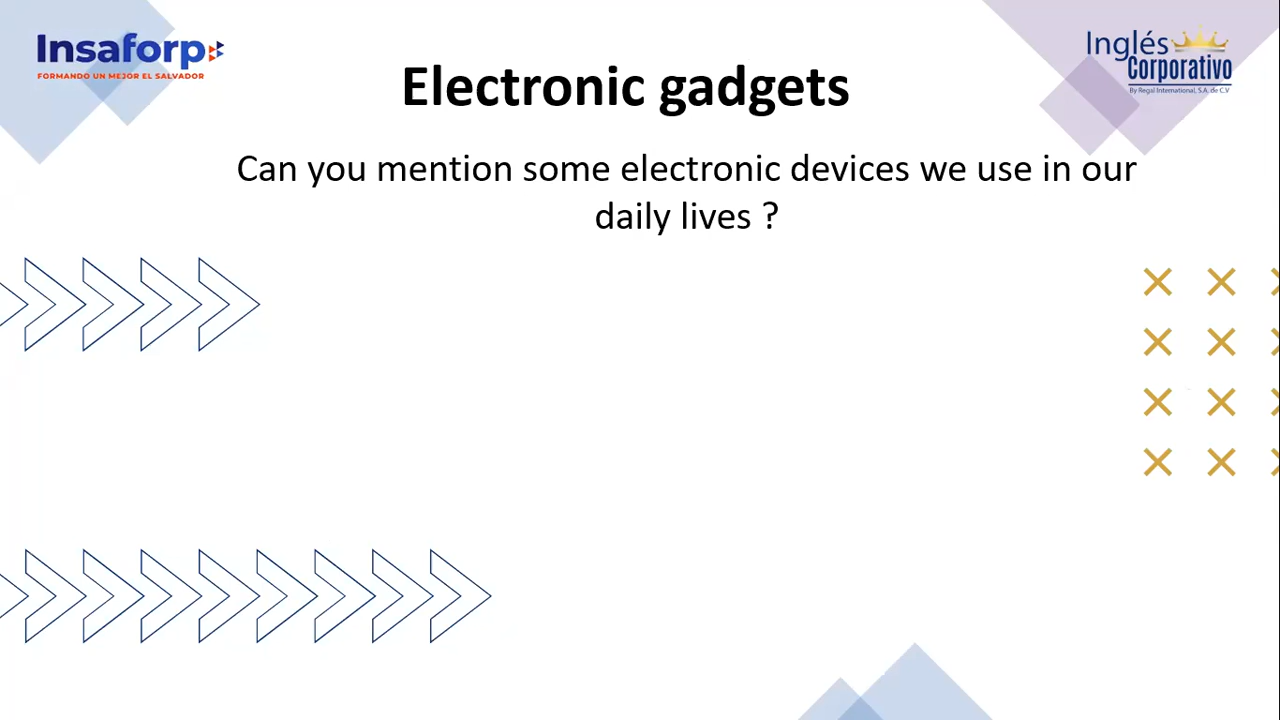 Insaforp
FORMANDO UN MEJOR EL SALVADOR
Inglés
Corporativo
By Regal International, S.A. de C.V
Electronic gadgets
Can you mention some electronic devices we use in our
daily lives ?